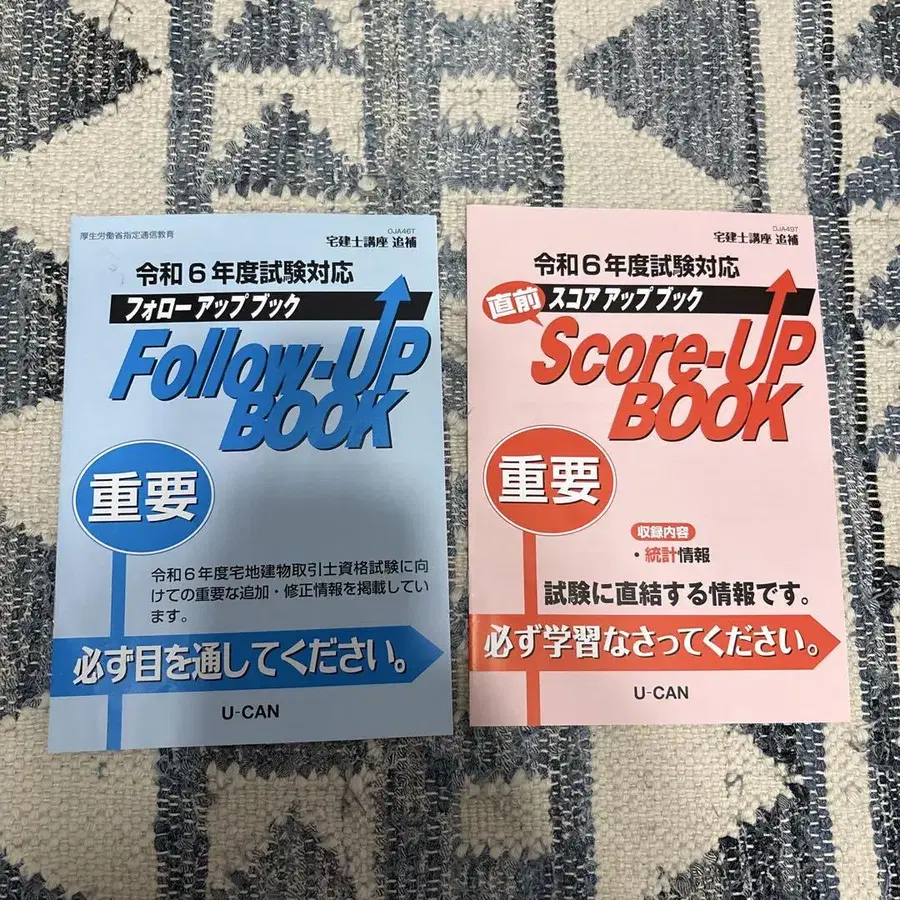 厚生労働省指定通信教育
OJA46T
宅建士講座 追補
令和6年度試験対応
フォローアップブック
Follow-UP
BOOK
重要
令和6年度宅地建物取引士資格試験に向
けての重要な追加・修正情報を掲載してい
ます。
必ず目を通してください。
U-CAN
OJA49T
宅建士講座 追補
令和6年度試験対応
直前
スコアアップブック
Score-UP
BOOK
重要
収録内容
・統計情報
試験に直結する情報です。
必ず学習なさってください。
U-CAN